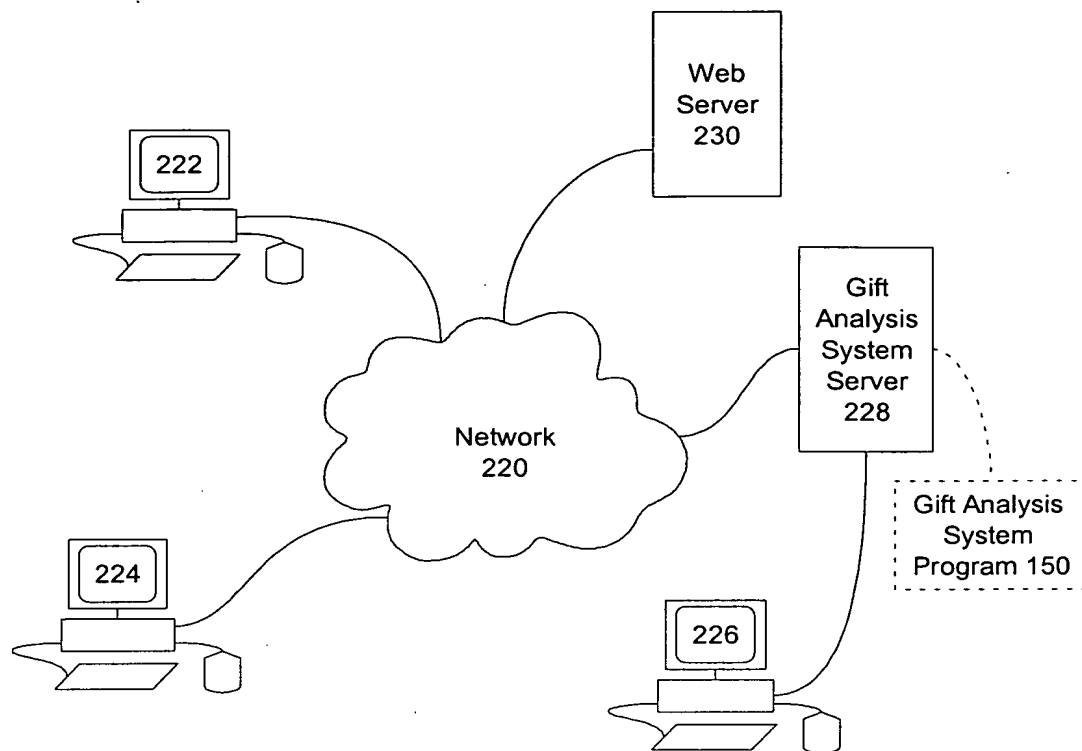 Web
Server
230
222
Gift
Analysis
System
Server
228
Network
220
Gift Analysis
System
Program 150
224
226